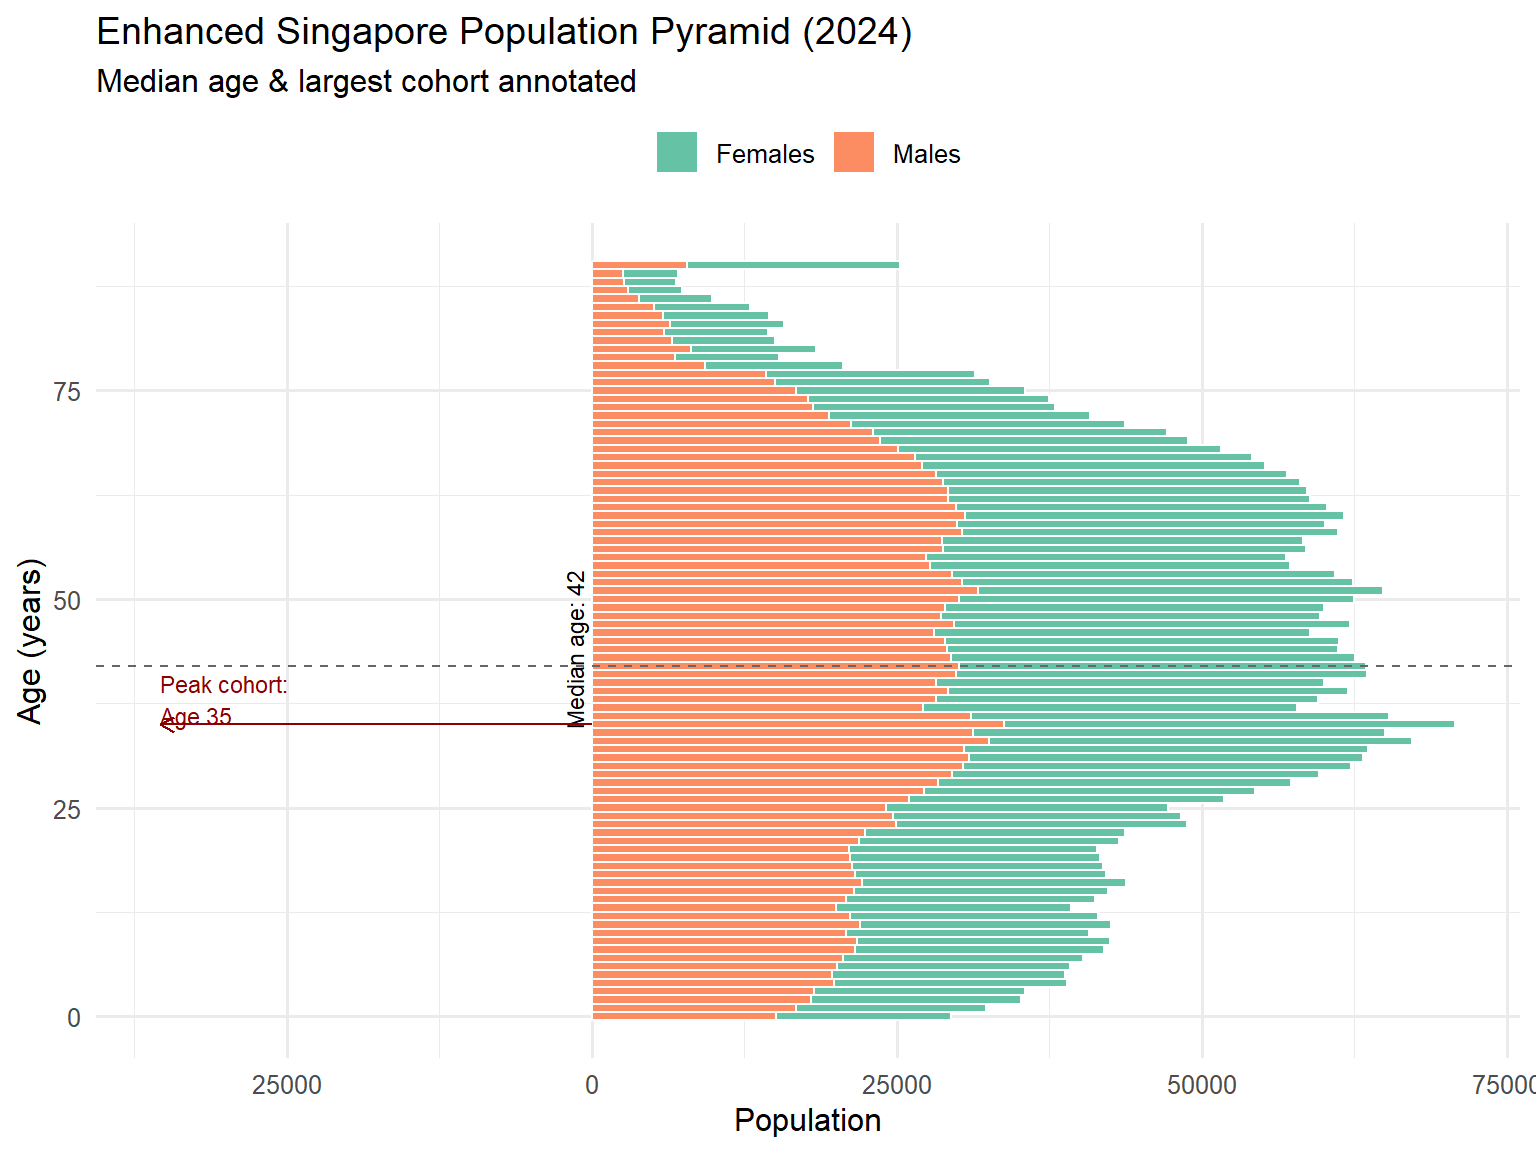 Enhanced Singapore Population Pyramid (2024)
Median age & largest cohort annotated
Females
Males
75
50
25
0
Age (years)
Median age: 42
Peak cohort:
Age 35
25000
0
25000
50000
75000
Population